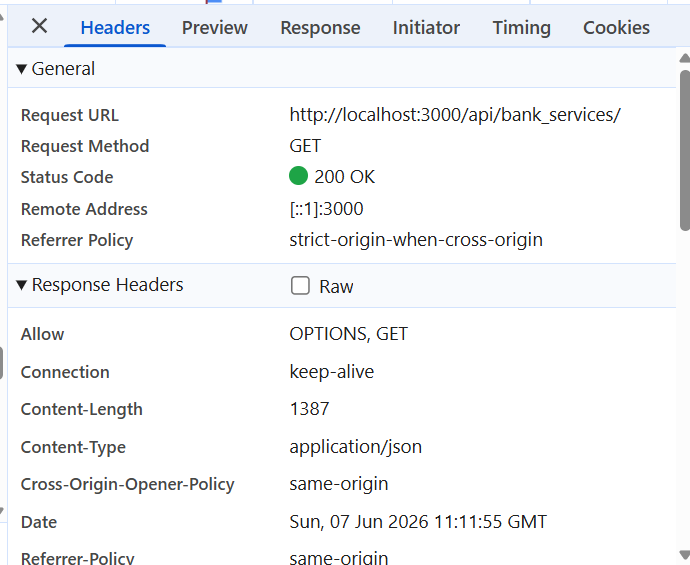 Headers Preview Response Initiator Timing Cookies
General
Request URL http://localhost:3000/api/bank_services/
Request Method GET
Status Code 200 OK
Remote Address [::1]:3000
Referrer Policy strict-origin-when-cross-origin
Response Headers Raw
Allow OPTIONS, GET
Connection keep-alive
Content-Length 1387
Content-Type application/json
Cross-Origin-Opener-Policy same-origin
Date Sun, 07 Jun 2026 11:11:55 GMT
Referrer-Policy same-origin